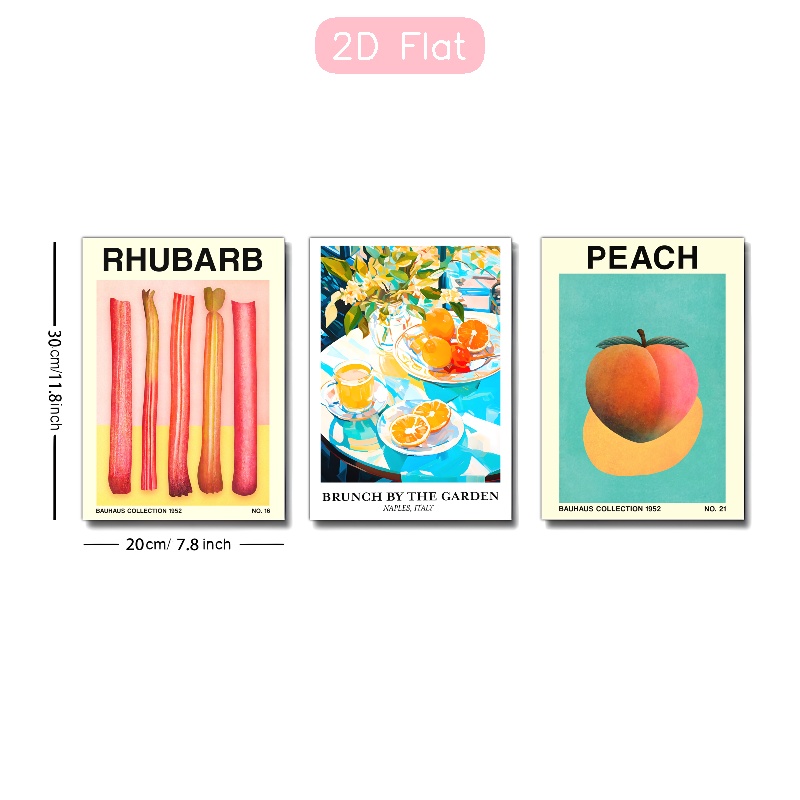 2D Flat
RHUBARB
BAUHAUS COLLECTION 1952
NO. 16
BRUNCH BY THE GARDEN
NAPLES, ITALY
PEACH
BAUHAUS COLLECTION 1952
NO. 21
30cm/11.8inch
20cm/ 7.8 inch